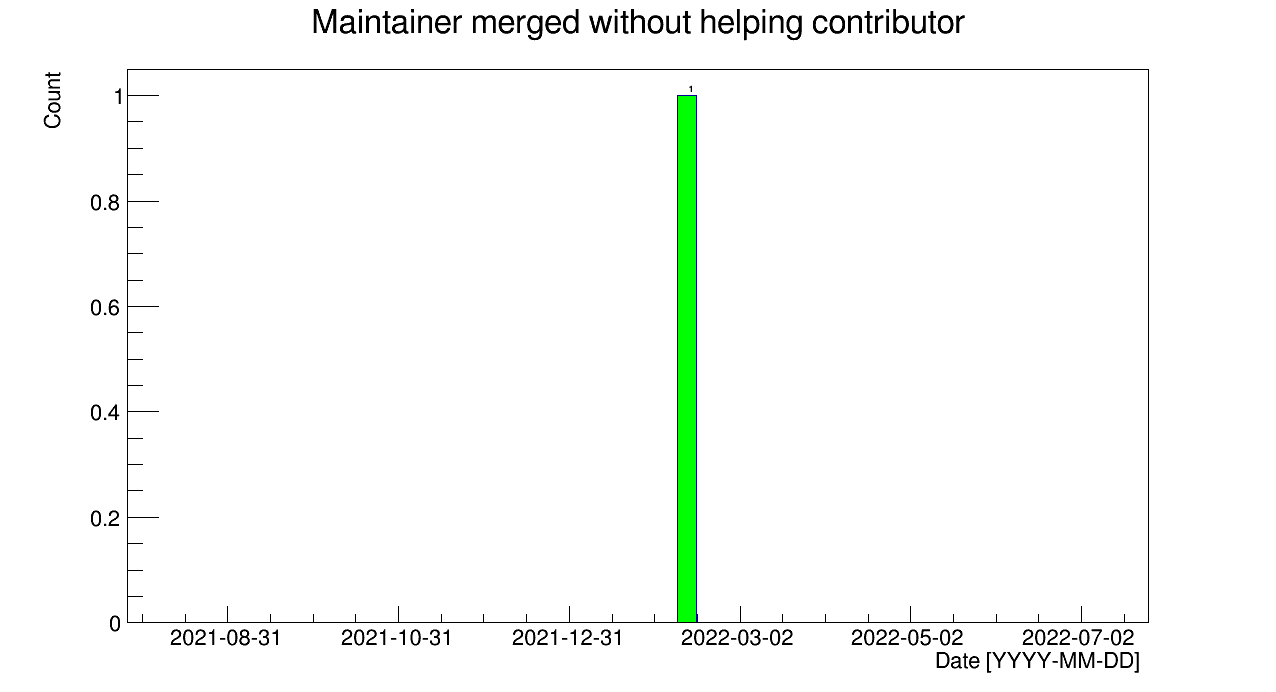 Maintainer merged without helping contributor
Count
1
1
0.8
0.6
0.4
0.2
0
2021-08-31 2021-10-31 2021-12-31 2022-03-02 2022-05-02 2022-07-02
Date [YYYY-MM-DD]